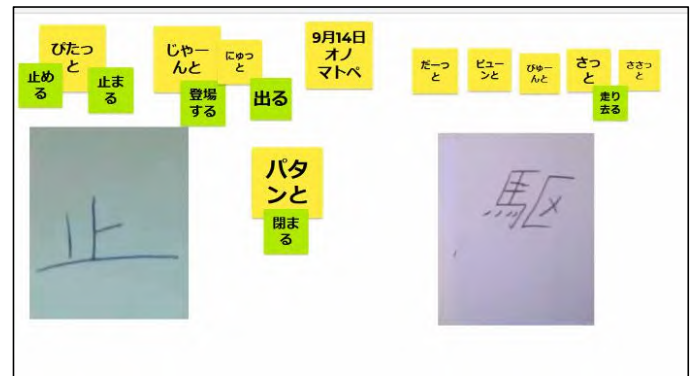 ぴたっ
と
止め
る
止ま
る
じゃー
んと
にゅっ
と
登場
する
出る
9月14日
オノ
マトペ
パタ
ンと
閉ま
る
だーっ
と
ビュー
ンと
びゅー
んと
さっ
と
ささっ
と
走り
去る
止
駆